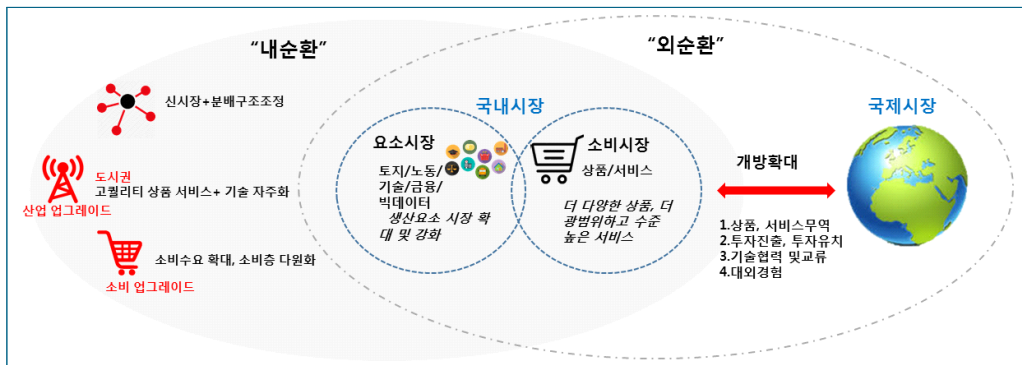 “내순환”
“외순환”
신시장+분배구조조정
도시권
고퀄리티 상품 서비스+ 기술 자주화
산업 업그레이드
소비수요 확대, 소비층 다원화
소비 업그레이드
국내시장
요소시장
토지/노동/
기술/금융/
빅데이터
생산요소 시장 확
대 및 강화
소비시장
상품/서비스
더 다양한 상품, 더
광범위하고 수준
높은 서비스
개방확대
1.상품, 서비스무역
2.투자진출, 투자유치
3.기술협력 및교류
4.대외경험
국제시장